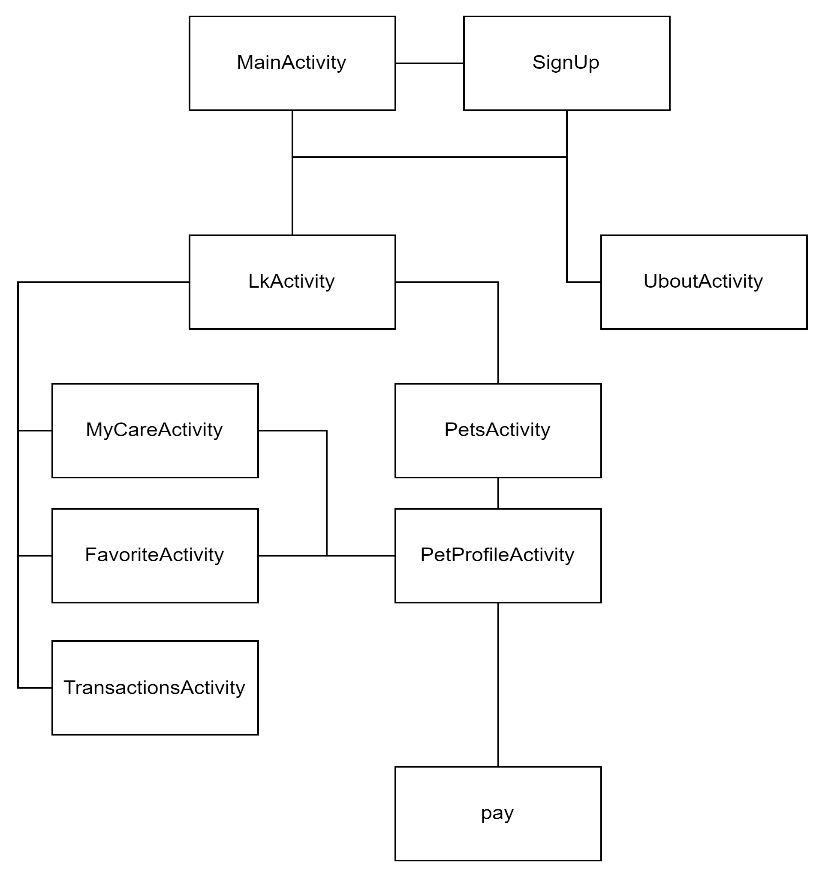 MainActivity
SignUp
LkActivity
UboutActivity
MyCareActivity
PetsActivity
FavoriteActivity
PetProfileActivity
TransactionsActivity
pay